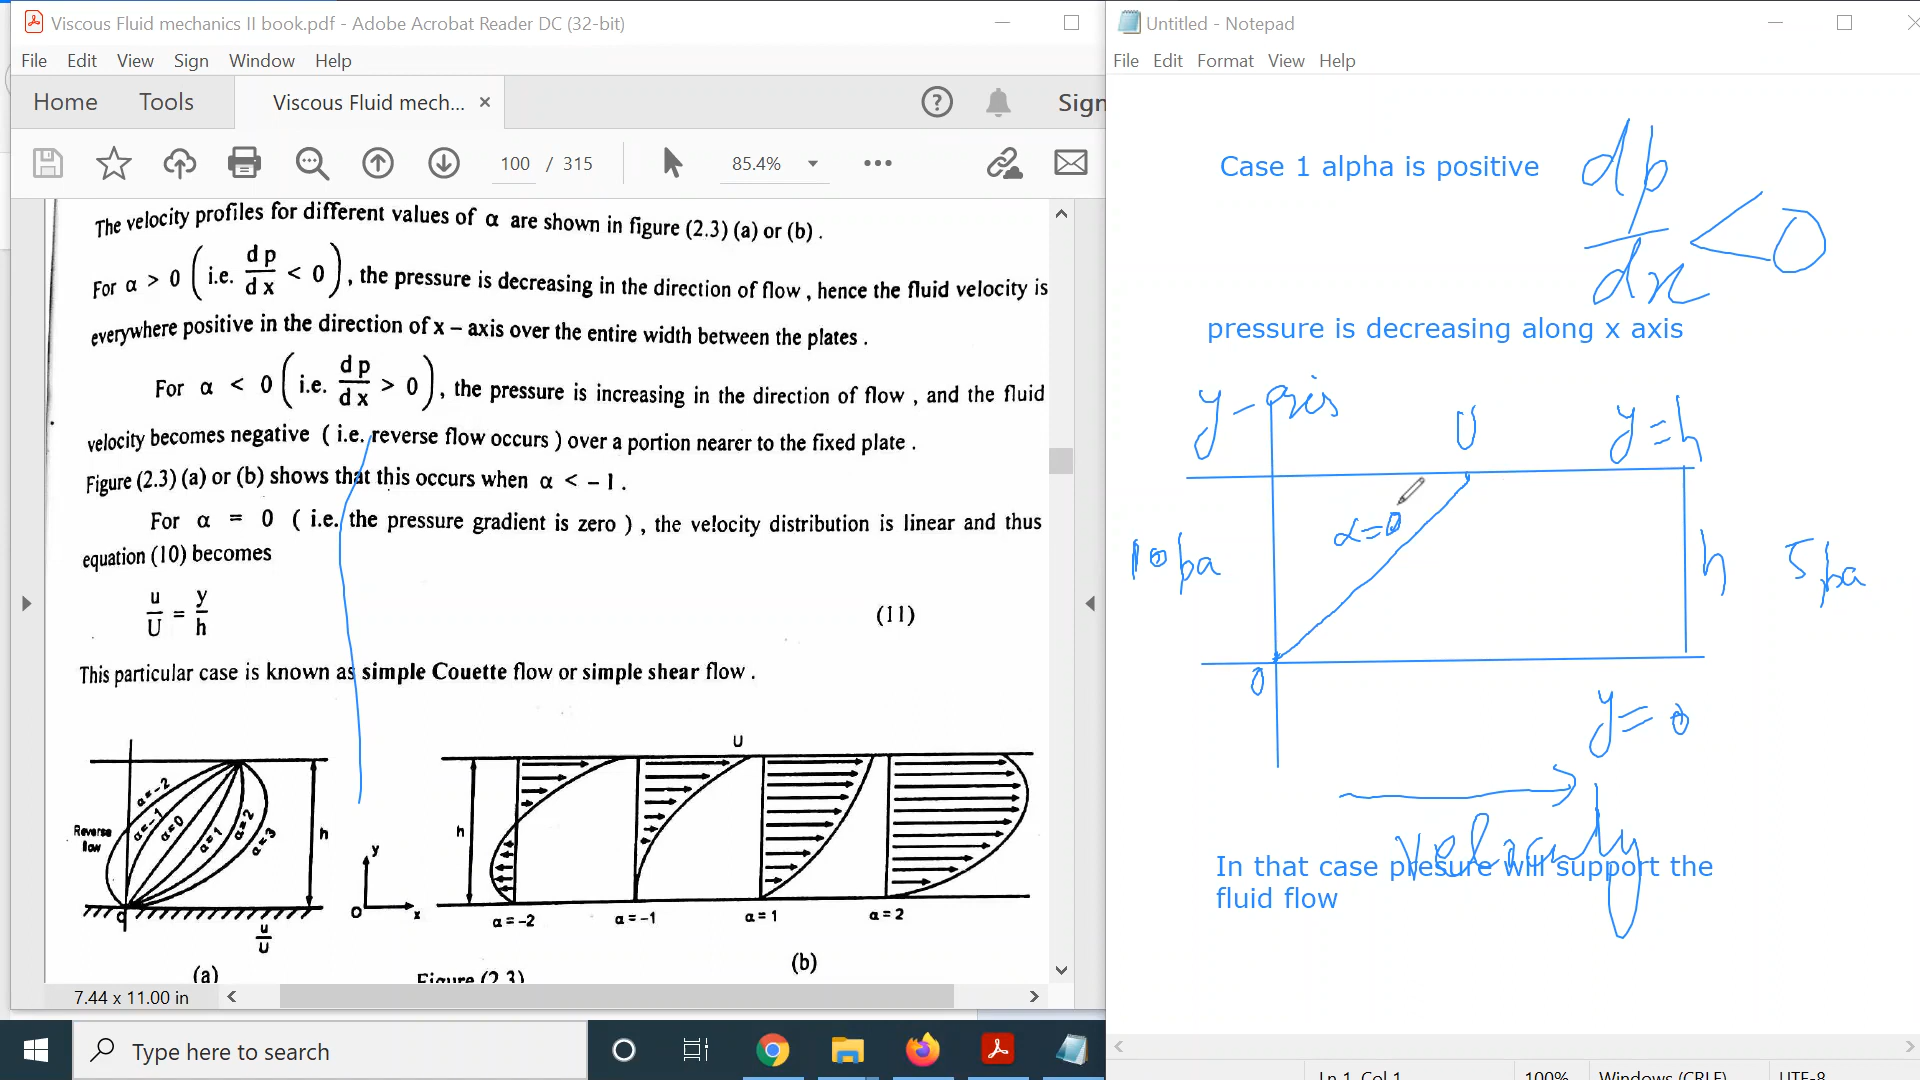 Viscous Fluid mechanics II book.pdf - Adobe Acrobat Reader DC (32-bit)
File Edit View Sign Window Help
Home Tools Viscous Fluid mech... × Sign
100 / 315 85.4%
The velocity profiles for different values of α are shown in figure (2.3) (a) or (b) .
For α > 0 ( i.e. dp/dx < 0 ) , the pressure is decreasing in the direction of flow , hence the fluid velocity is
everywhere positive in the direction of x – axis over the entire width between the plates .
For α < 0 ( i.e. dp/dx > 0 ) , the pressure is increasing in the direction of flow , and the fluid
velocity becomes negative ( i.e. reverse flow occurs ) over a portion nearer to the fixed plate .
Figure (2.3) (a) or (b) shows that this occurs when α < – 1 .
For α = 0 ( i.e. the pressure gradient is zero ) , the velocity distribution is linear and thus
equation (10) becomes
u/U = y/h (11)
This particular case is known as simple Couette flow or simple shear flow .
U
α=-2
α=-1
α=0
α=1
α=2
α=3
Reverse
flow
h
y
h
O x
α=-2 α=-1 α=1 α=2
u/U
(a) (b)
Figure (2.3)
7.44 x 11.00 in
Type here to search
Untitled - Notepad
File Edit Format View Help
Case 1 alpha is positive dp/dx < 0
pressure is decreasing along x axis
y-axis U y=h
α=0
10 pa h 5 pa
0
y=0
velocity
In that case presure will support the
fluid flow
Ln 1, Col 1 100% Windows (CRLF) UTF-8